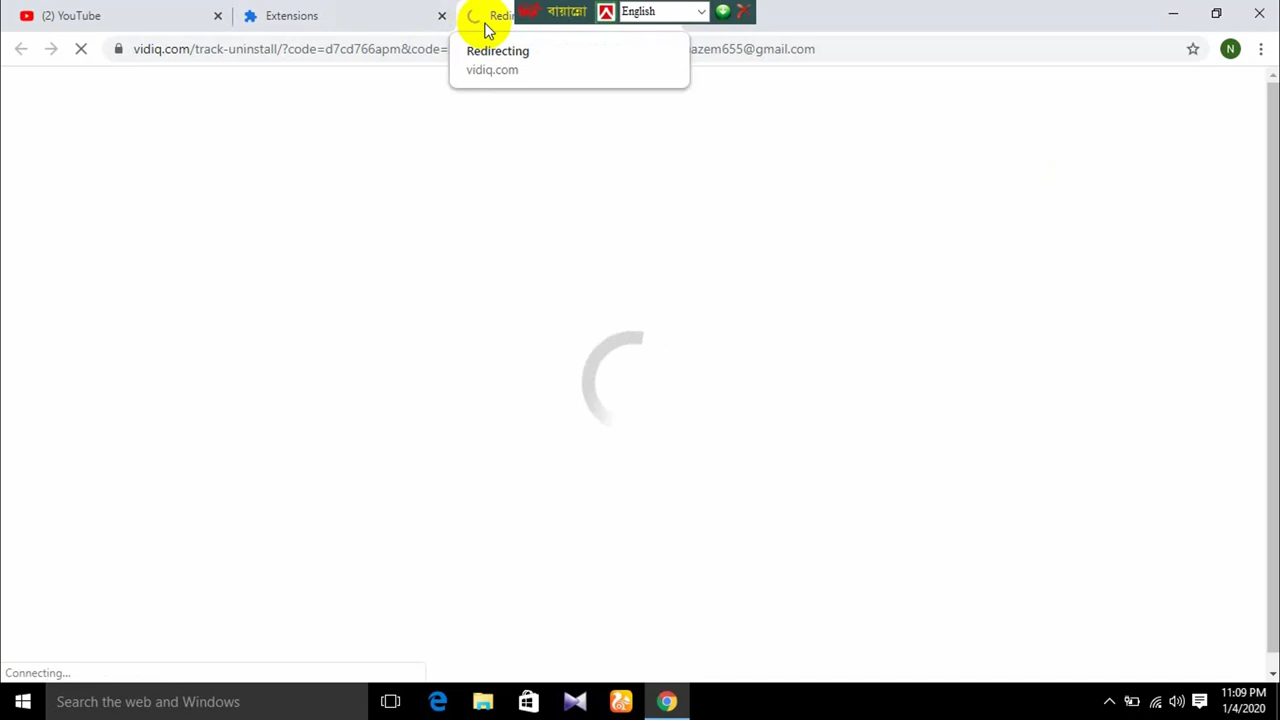 (2) YouTube
Extensions
Redi
বায়ান্নো
English
vidiq.com/track-uninstall/?code=d7cd766apm&code=
azem655@gmail.com
N
Redirecting
vidiq.com
Connecting...
Search the web and Windows
11:09 PM
1/4/2020